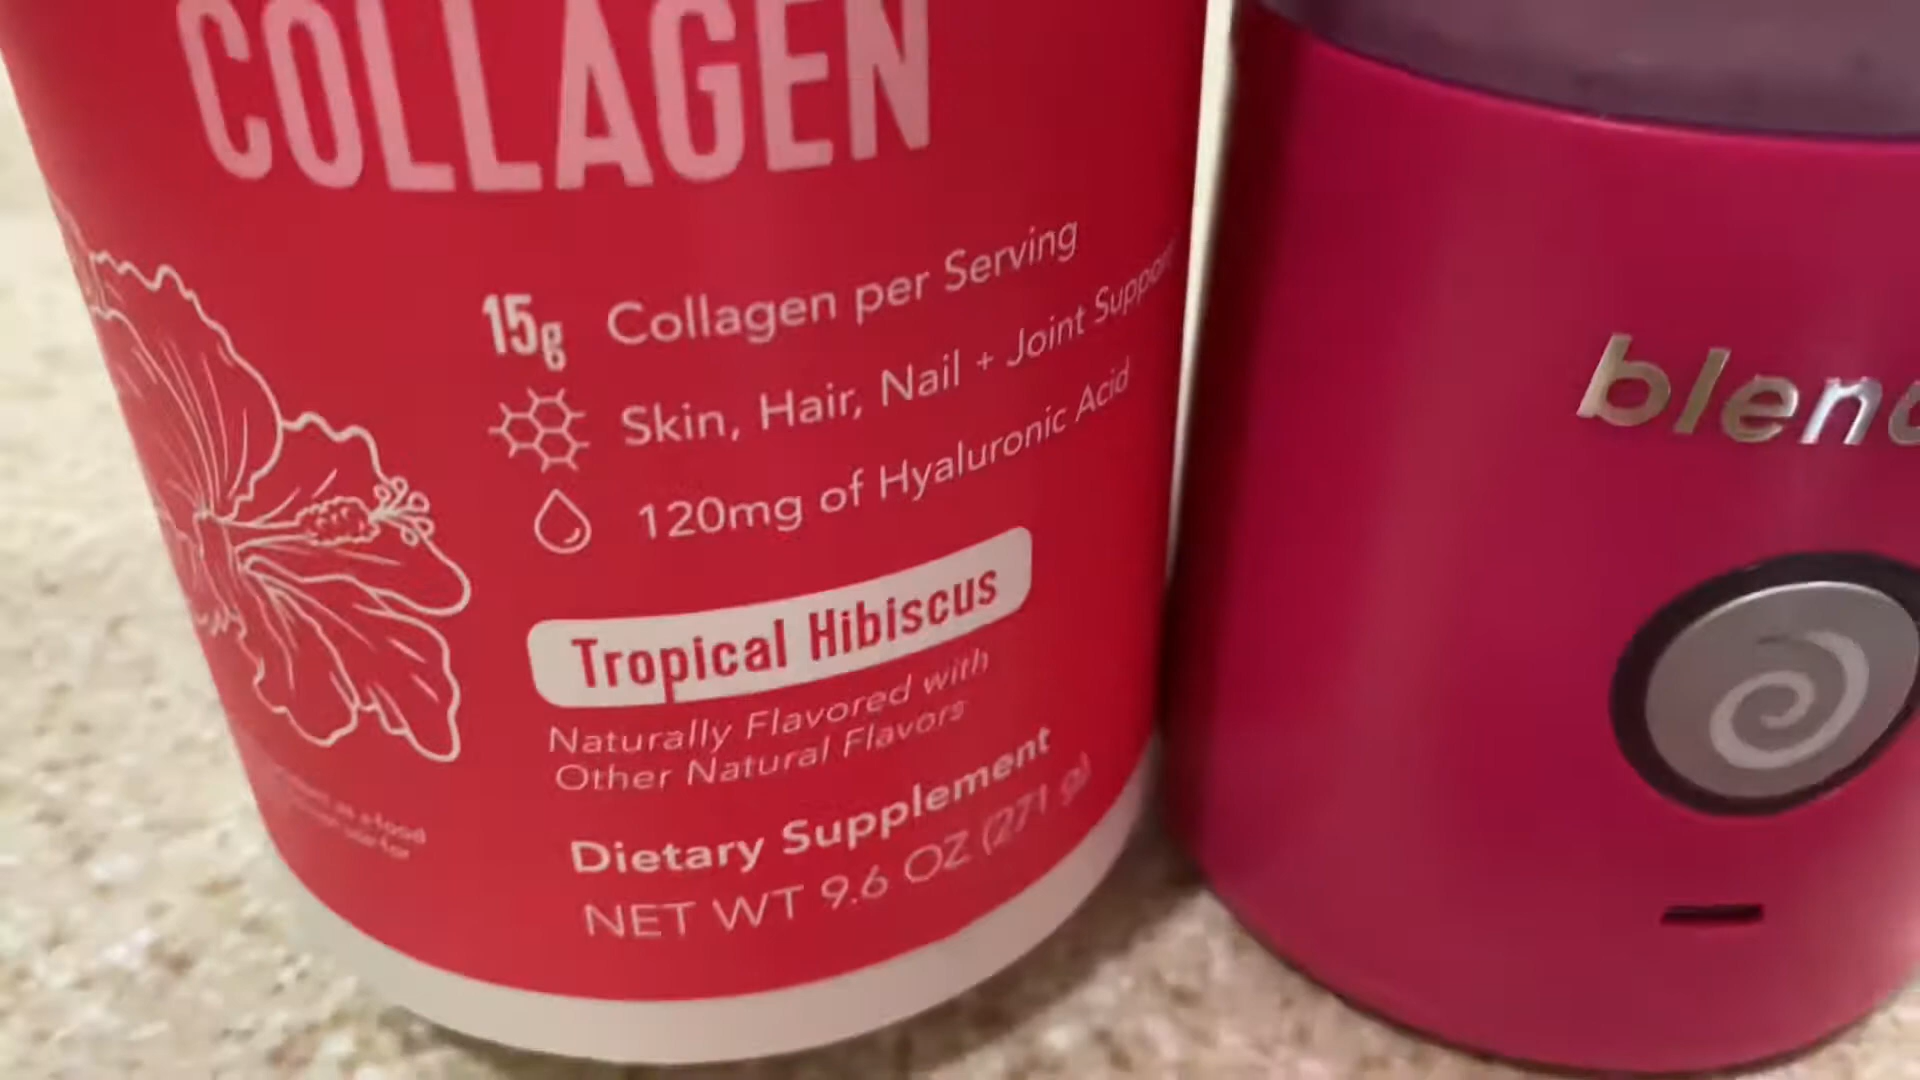 COLLAGEN
15g Collagen per Serving
Skin, Hair, Nail + Joint Support
120mg of Hyaluronic Acid
Tropical Hibiscus
Naturally Flavored with
Other Natural Flavors
Dietary Supplement
NET WT 9.6 OZ (271 g)
blen